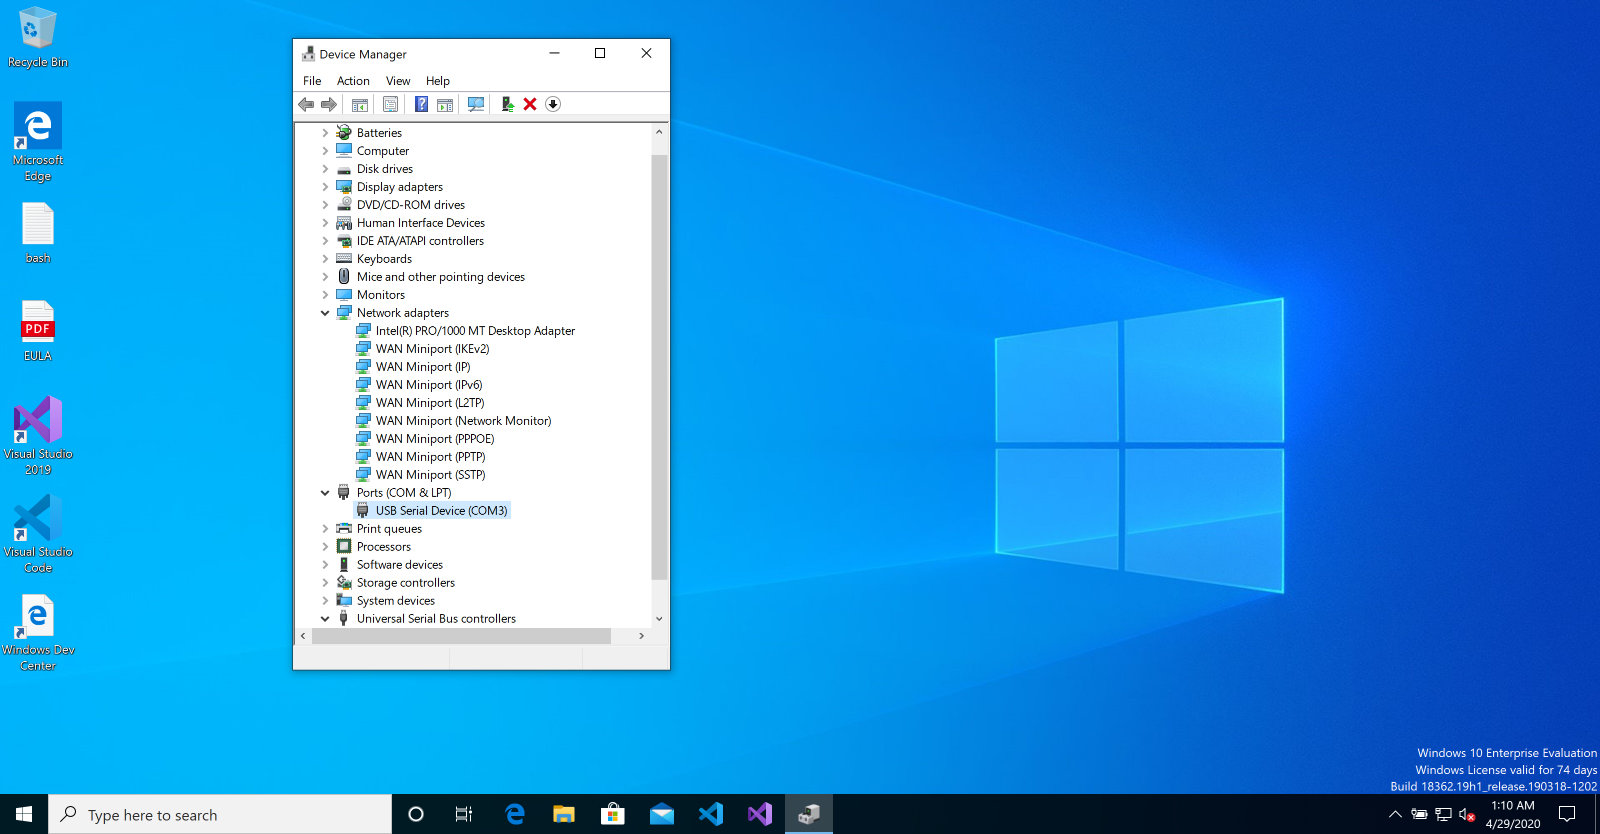 Recycle Bin
Microsoft
Edge
bash
PDF
EULA
Visual Studio
2019
Visual Studio
Code
Windows Dev
Center
Device Manager
File Action View Help
Batteries
Computer
Disk drives
Display adapters
DVD/CD-ROM drives
Human Interface Devices
IDE ATA/ATAPI controllers
Keyboards
Mice and other pointing devices
Monitors
Network adapters
Intel(R) PRO/1000 MT Desktop Adapter
WAN Miniport (IKEv2)
WAN Miniport (IP)
WAN Miniport (IPv6)
WAN Miniport (L2TP)
WAN Miniport (Network Monitor)
WAN Miniport (PPPOE)
WAN Miniport (PPTP)
WAN Miniport (SSTP)
Ports (COM & LPT)
USB Serial Device (COM3)
Print queues
Processors
Software devices
Storage controllers
System devices
Universal Serial Bus controllers
Windows 10 Enterprise Evaluation
Windows License valid for 74 days
Build 18362.19h1_release.190318-1202
Type here to search
1:10 AM
4/29/2020